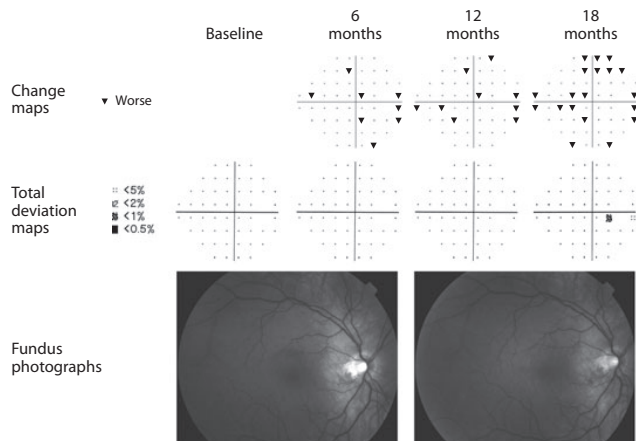 Baseline
6
months
12
months
18
months
Change
maps
Worse
Total
deviation
maps
<5%
<2%
<1%
<0.5%
Fundus
photographs